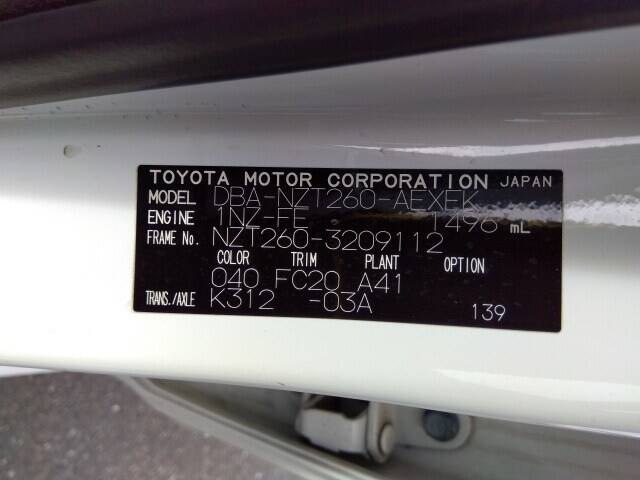 TOYOTA MOTOR CORPORATION JAPAN
MODEL DBA-NZT260-AEXEK
ENGINE 1NZ-FE 1496 mL
FRAME No. NZT260-3209112
COLOR TRIM PLANT OPTION
040 FC20 A41
TRANS./AXLE K312 -03A
139